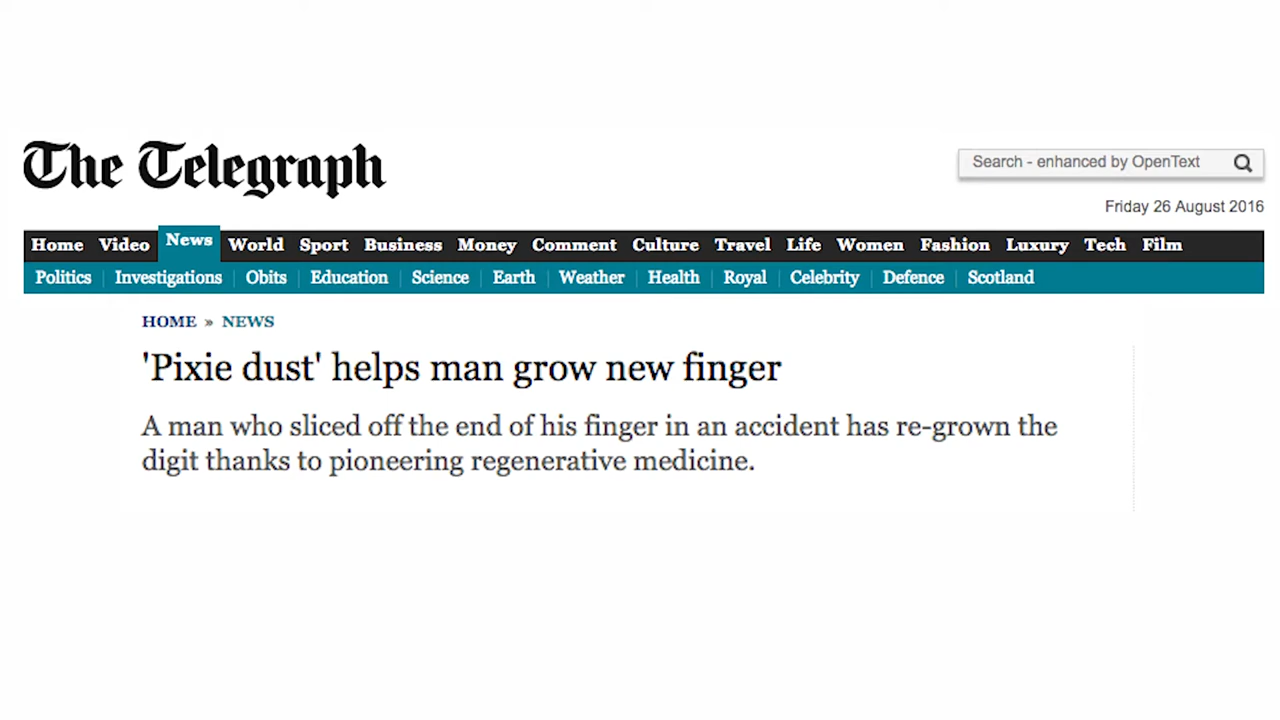 The Telegraph
Search - enhanced by OpenText
Friday 26 August 2016
Home Video News World Sport Business Money Comment Culture Travel Life Women Fashion Luxury Tech Film
Politics Investigations Obits Education Science Earth Weather Health Royal Celebrity Defence Scotland
HOME » NEWS
'Pixie dust' helps man grow new finger
A man who sliced off the end of his finger in an accident has re-grown the
digit thanks to pioneering regenerative medicine.